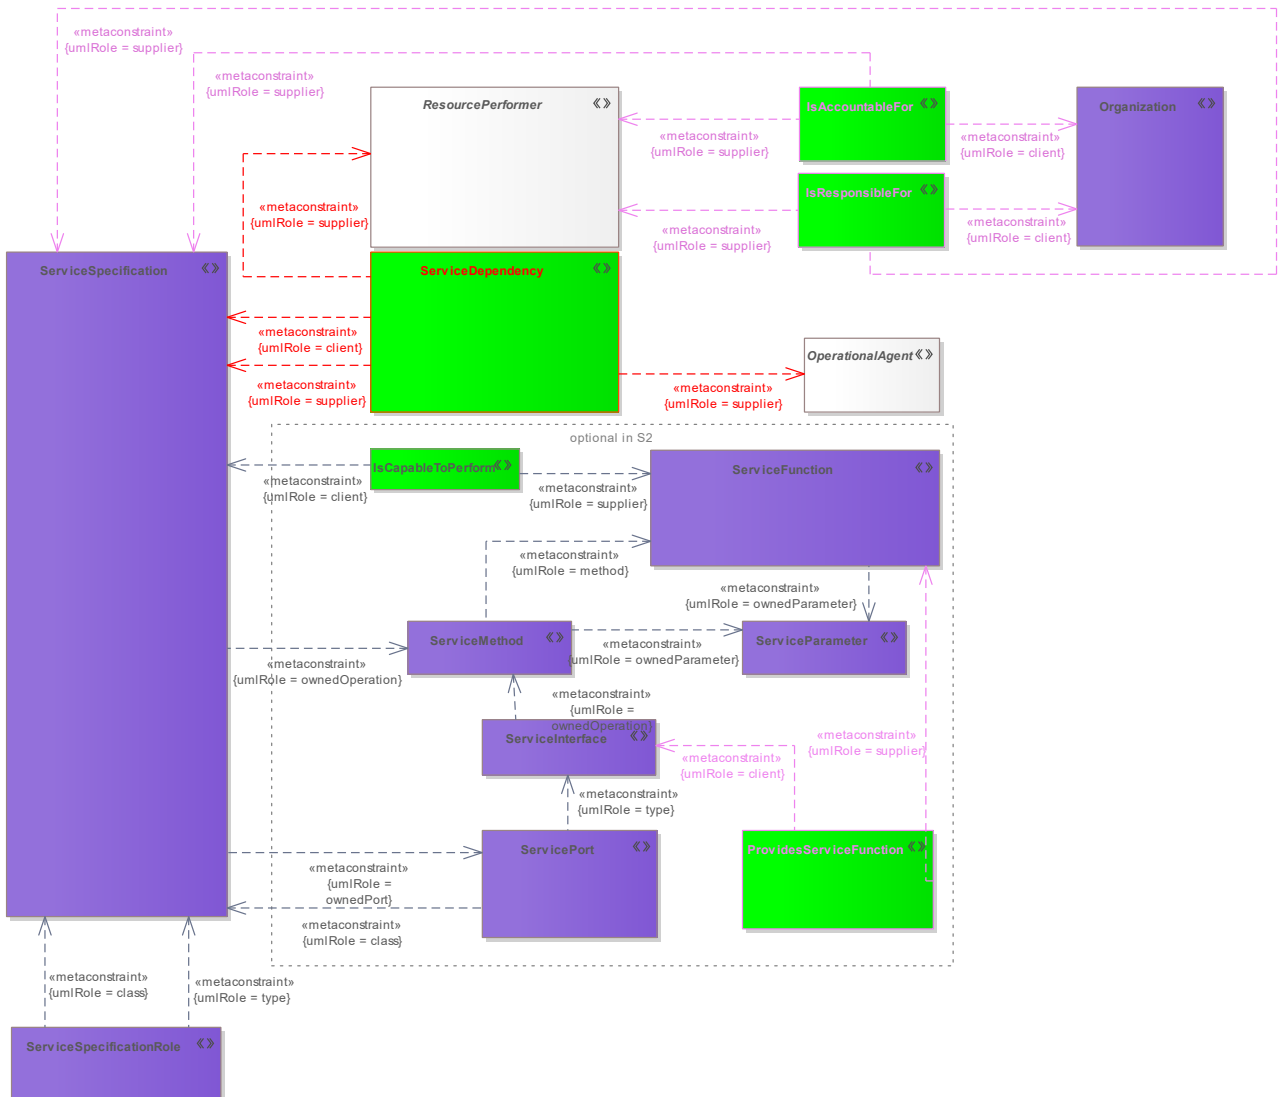 «metaconstraint»
{umlRole = supplier}
«metaconstraint»
{umlRole = supplier}
ResourcePerformer
IsAccountableFor
Organization
«metaconstraint»
{umlRole = supplier}
«metaconstraint»
{umlRole = client}
IsResponsibleFor
«metaconstraint»
{umlRole = supplier}
«metaconstraint»
{umlRole = supplier}
«metaconstraint»
{umlRole = client}
ServiceSpecification
ServiceDependency
«metaconstraint»
{umlRole = client}
OperationalAgent
«metaconstraint»
{umlRole = supplier}
«metaconstraint»
{umlRole = supplier}
optional in S2
IsCapableToPerform
ServiceFunction
«metaconstraint»
{umlRole = client}
«metaconstraint»
{umlRole = supplier}
«metaconstraint»
{umlRole = method}
«metaconstraint»
{umlRole = ownedParameter}
ServiceMethod
ServiceParameter
«metaconstraint»
{umlRole = ownedParameter}
«metaconstraint»
{umlRole = ownedOperation}
«metaconstraint»
{umlRole =
ownedOperation}
ServiceInterface
«metaconstraint»
{umlRole = supplier}
«metaconstraint»
{umlRole = client}
«metaconstraint»
{umlRole = type}
ServicePort
ProvidesServiceFunction
«metaconstraint»
{umlRole =
ownedPort}
«metaconstraint»
{umlRole = class}
«metaconstraint»
{umlRole = class}
«metaconstraint»
{umlRole = type}
ServiceSpecificationRole